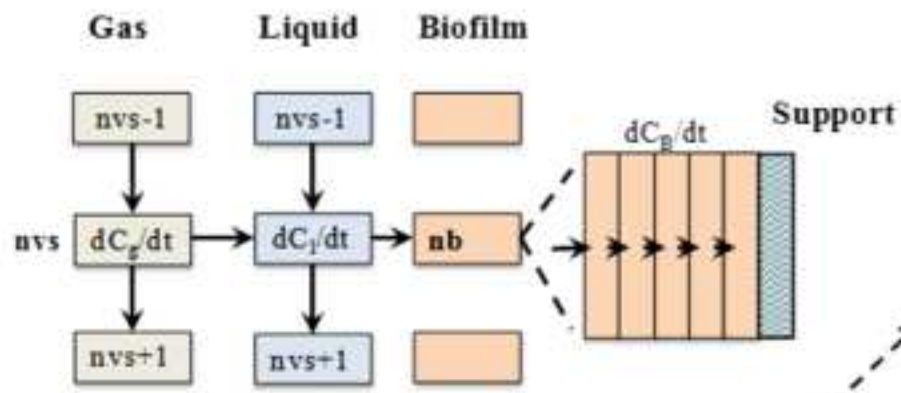 Gas Liquid Biofilm
nvs-1 nvs-1
Support
dC_B/dt
nvs dC_g/dt dC_l/dt nb
nvs+1 nvs+1